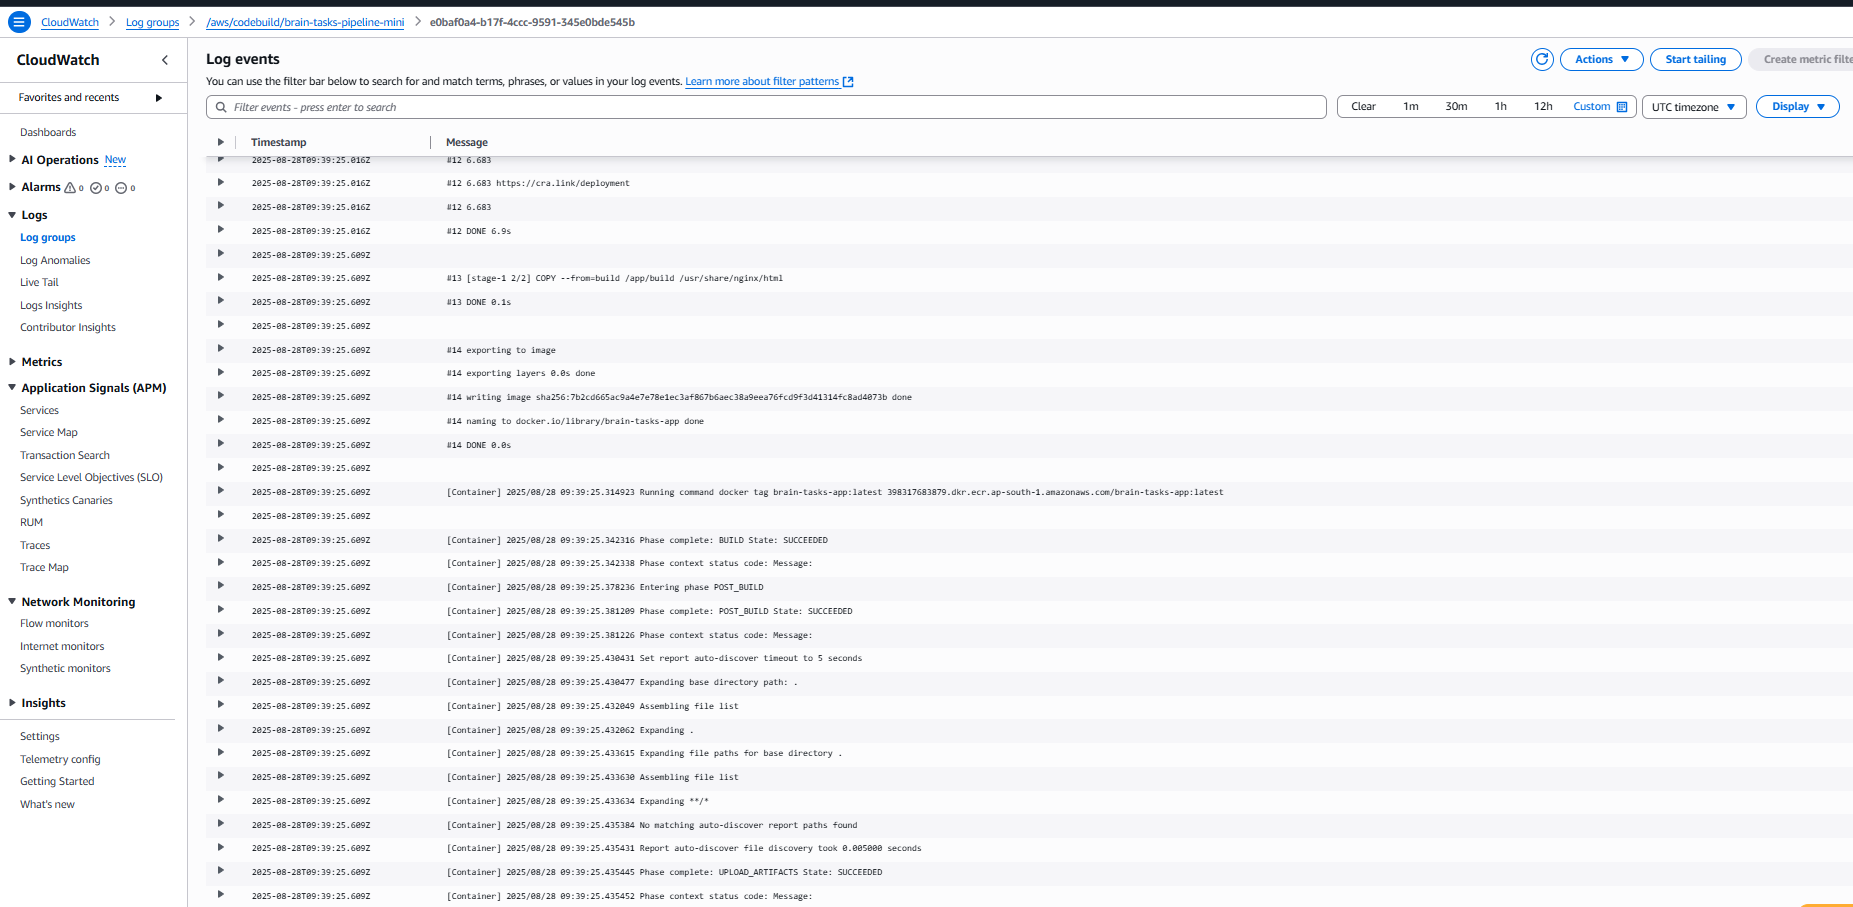 CloudWatch > Log groups > /aws/codebuild/brain-tasks-pipeline-mini > e0baf0a4-b17f-4ccc-9591-345e0bde545b
CloudWatch
Favorites and recents
Dashboards
AI Operations New
Alarms 0 0 0
Logs
Log groups
Log Anomalies
Live Tail
Logs Insights
Contributor Insights
Metrics
Application Signals (APM)
Services
Service Map
Transaction Search
Service Level Objectives (SLO)
Synthetics Canaries
RUM
Traces
Trace Map
Network Monitoring
Flow monitors
Internet monitors
Synthetic monitors
Insights
Settings
Telemetry config
Getting Started
What's new
Log events
Actions
Start tailing
Create metric filte
You can use the filter bar below to search for and match terms, phrases, or values in your log events. Learn more about filter patterns
Filter events - press enter to search
Clear 1m 30m 1h 12h Custom
UTC timezone
Display
Timestamp Message
2025-08-28T09:39:25.016Z #12 6.683
2025-08-28T09:39:25.016Z #12 6.683 https://cra.link/deployment
2025-08-28T09:39:25.016Z #12 6.683
2025-08-28T09:39:25.016Z #12 DONE 6.9s
2025-08-28T09:39:25.609Z
2025-08-28T09:39:25.609Z #13 [stage-1 2/2] COPY --from=build /app/build /usr/share/nginx/html
2025-08-28T09:39:25.609Z #13 DONE 0.1s
2025-08-28T09:39:25.609Z
2025-08-28T09:39:25.609Z #14 exporting to image
2025-08-28T09:39:25.609Z #14 exporting layers 0.0s done
2025-08-28T09:39:25.609Z #14 writing image sha256:7b2cd665ac9a4e7e78e1ec3af867b6aec38a9eea76fcd9f3d41314fc8ad4073b done
2025-08-28T09:39:25.609Z #14 naming to docker.io/library/brain-tasks-app done
2025-08-28T09:39:25.609Z #14 DONE 0.0s
2025-08-28T09:39:25.609Z
2025-08-28T09:39:25.609Z [Container] 2025/08/28 09:39:25.314923 Running command docker tag brain-tasks-app:latest 398317683879.dkr.ecr.ap-south-1.amazonaws.com/brain-tasks-app:latest
2025-08-28T09:39:25.609Z
2025-08-28T09:39:25.609Z [Container] 2025/08/28 09:39:25.342316 Phase complete: BUILD State: SUCCEEDED
2025-08-28T09:39:25.609Z [Container] 2025/08/28 09:39:25.342338 Phase context status code: Message:
2025-08-28T09:39:25.609Z [Container] 2025/08/28 09:39:25.378236 Entering phase POST_BUILD
2025-08-28T09:39:25.609Z [Container] 2025/08/28 09:39:25.381209 Phase complete: POST_BUILD State: SUCCEEDED
2025-08-28T09:39:25.609Z [Container] 2025/08/28 09:39:25.381226 Phase context status code: Message:
2025-08-28T09:39:25.609Z [Container] 2025/08/28 09:39:25.430431 Set report auto-discover timeout to 5 seconds
2025-08-28T09:39:25.609Z [Container] 2025/08/28 09:39:25.430477 Expanding base directory path: .
2025-08-28T09:39:25.609Z [Container] 2025/08/28 09:39:25.432049 Assembling file list
2025-08-28T09:39:25.609Z [Container] 2025/08/28 09:39:25.432062 Expanding .
2025-08-28T09:39:25.609Z [Container] 2025/08/28 09:39:25.433615 Expanding file paths for base directory .
2025-08-28T09:39:25.609Z [Container] 2025/08/28 09:39:25.433630 Assembling file list
2025-08-28T09:39:25.609Z [Container] 2025/08/28 09:39:25.433634 Expanding **/*
2025-08-28T09:39:25.609Z [Container] 2025/08/28 09:39:25.435384 No matching auto-discover report paths found
2025-08-28T09:39:25.609Z [Container] 2025/08/28 09:39:25.435431 Report auto-discover file discovery took 0.005000 seconds
2025-08-28T09:39:25.609Z [Container] 2025/08/28 09:39:25.435445 Phase complete: UPLOAD_ARTIFACTS State: SUCCEEDED
2025-08-28T09:39:25.609Z [Container] 2025/08/28 09:39:25.435452 Phase context status code: Message: